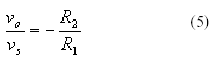 v_o / v_s = − R_2 / R_1 (5)